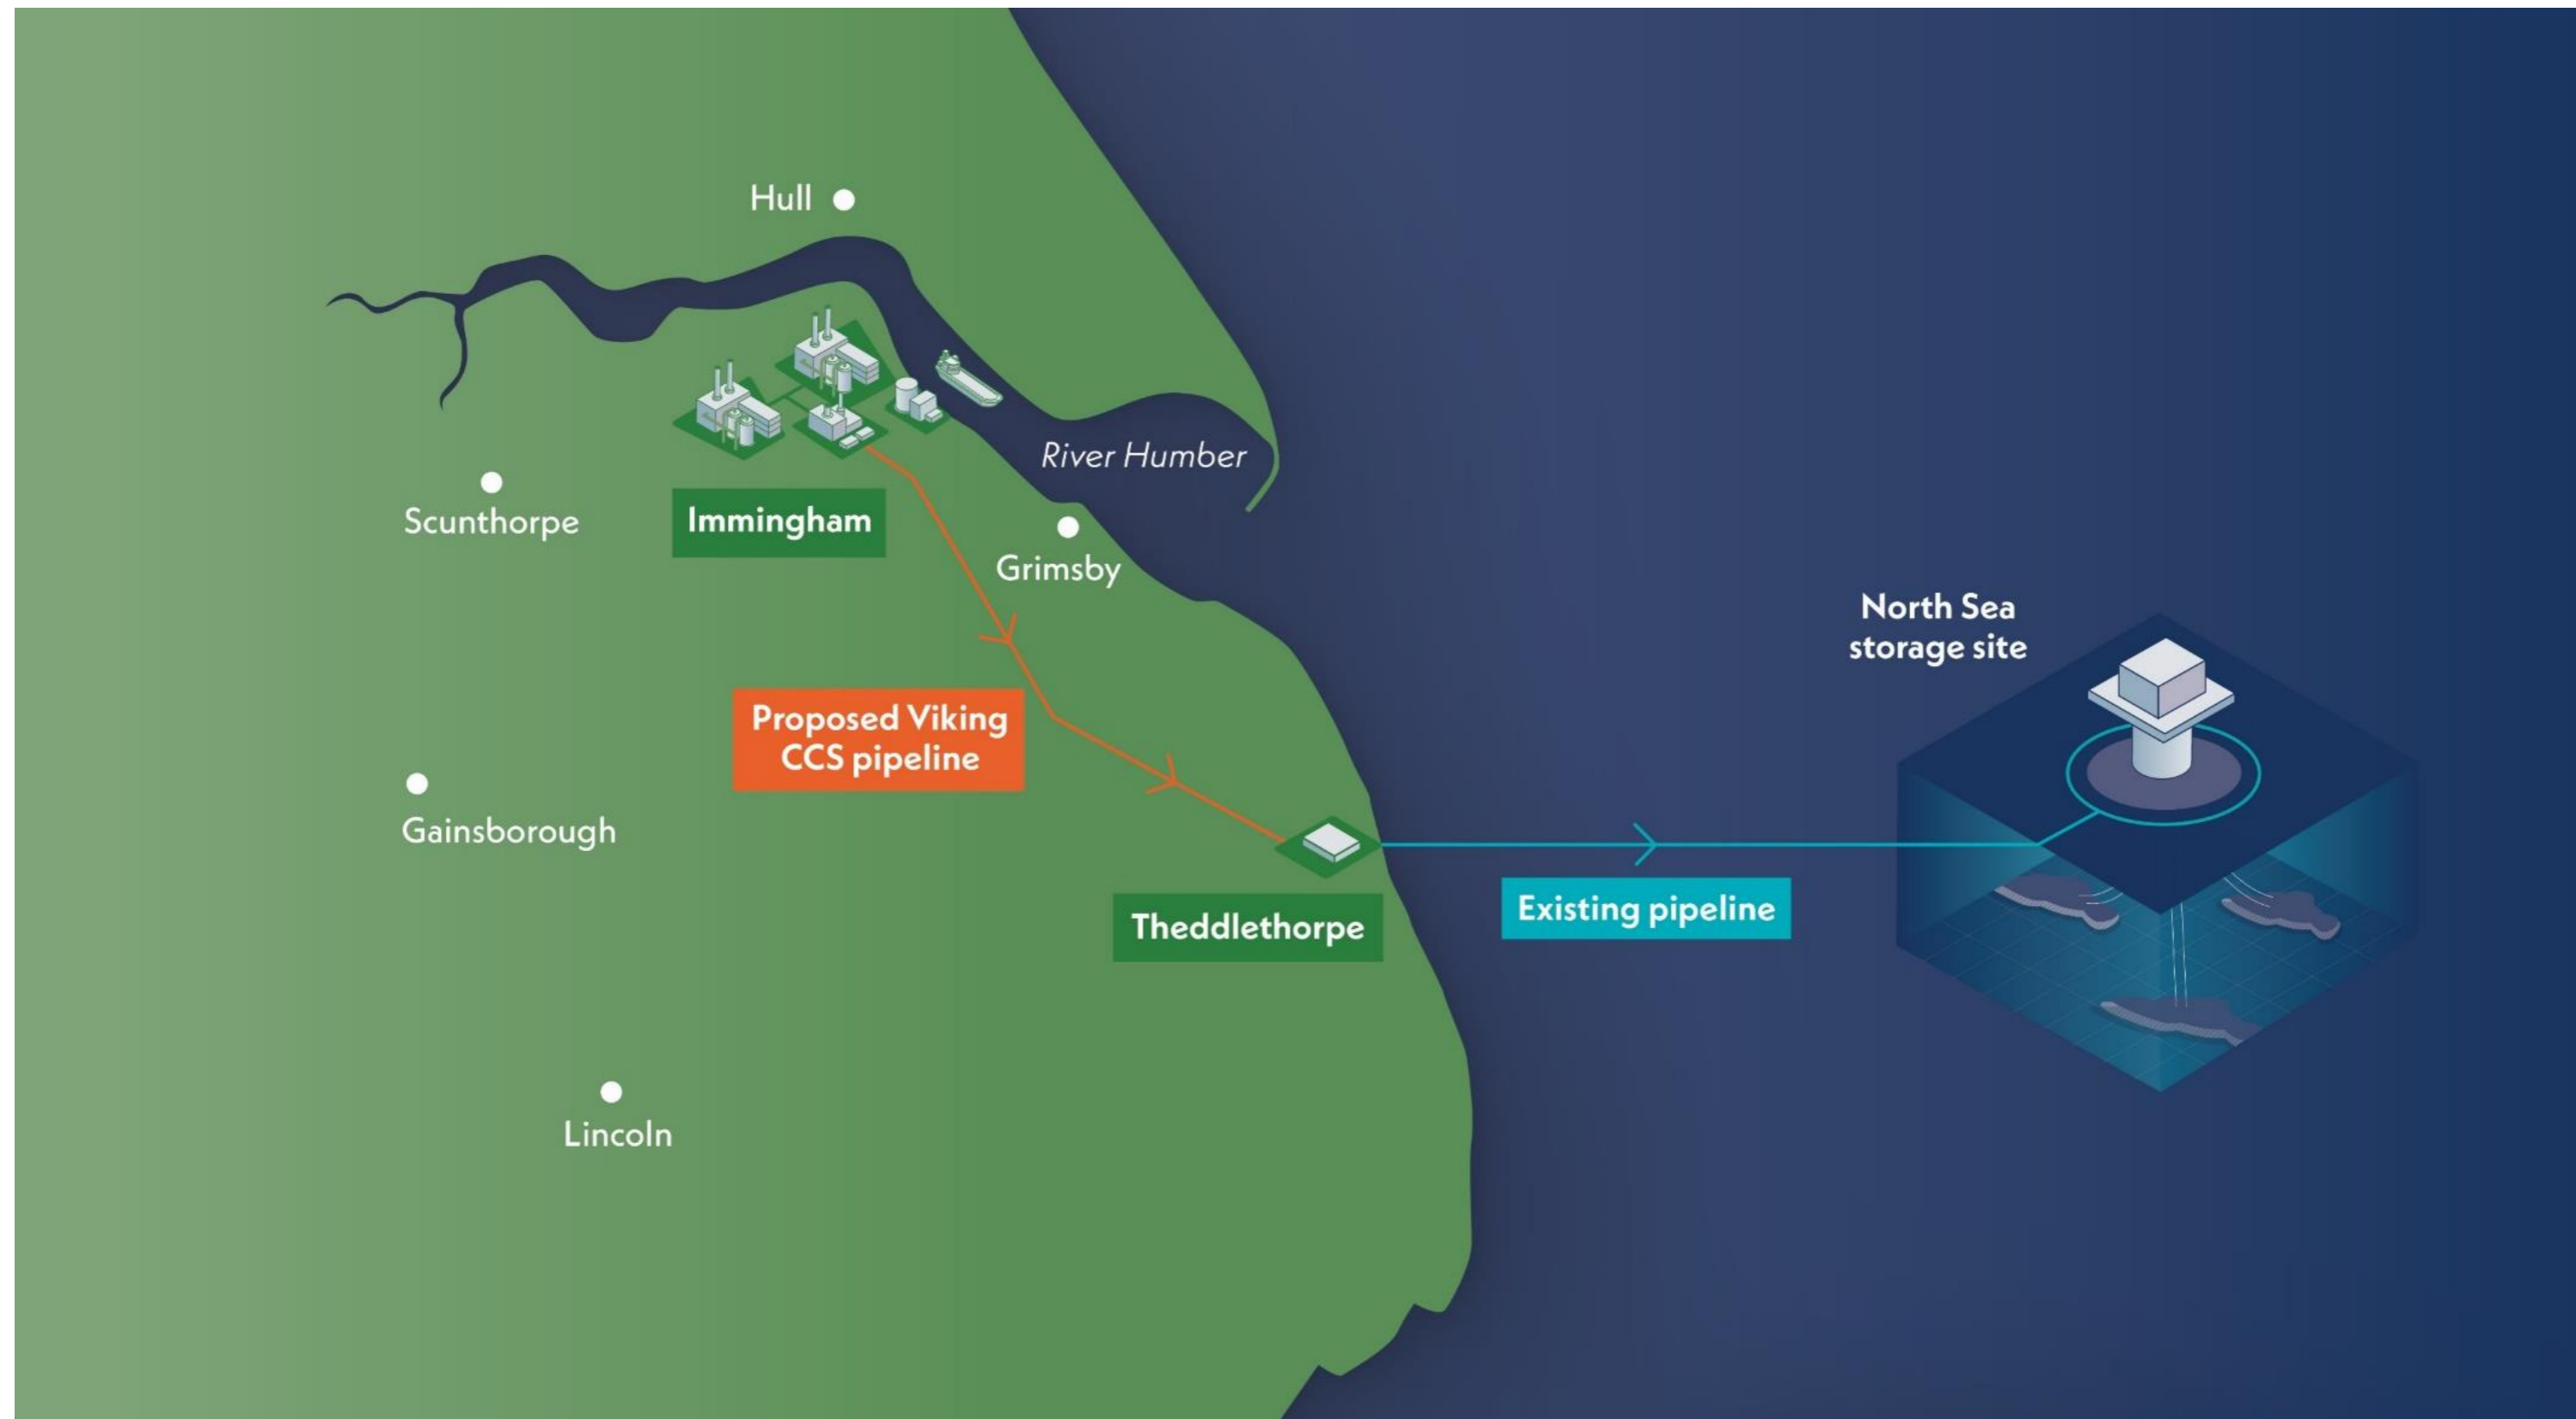 Hull
River Humber
Scunthorpe
Immingham
Grimsby
North Sea
storage site
Proposed Viking
CCS pipeline
Gainsborough
Existing pipeline
Theddlethorpe
Lincoln